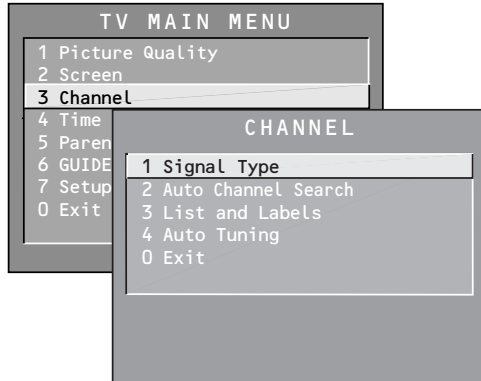 TV MAIN MENU
1 Picture Quality
2 Screen
3 Channel
4 Time
5 Paren
6 GUIDE
7 Setup
0 Exit
CHANNEL
1 Signal Type
2 Auto Channel Search
3 List and Labels
4 Auto Tuning
0 Exit